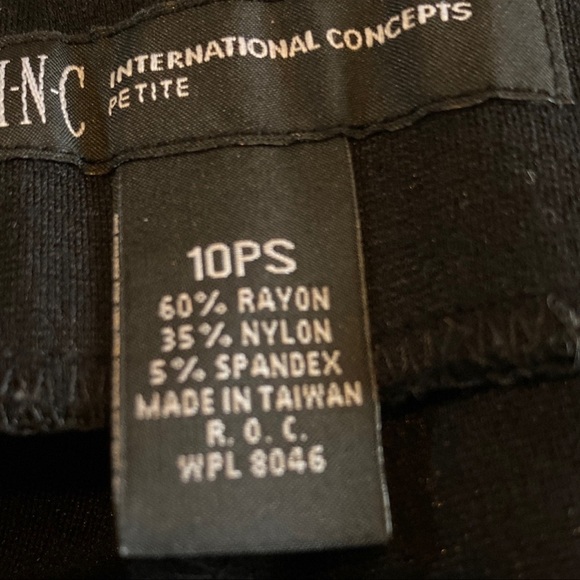 I-N-C INTERNATIONAL CONCEPTS
PETITE
10PS
60% RAYON
35% NYLON
5% SPANDEX
MADE IN TAIWAN
R. O. C.
WPL 8046